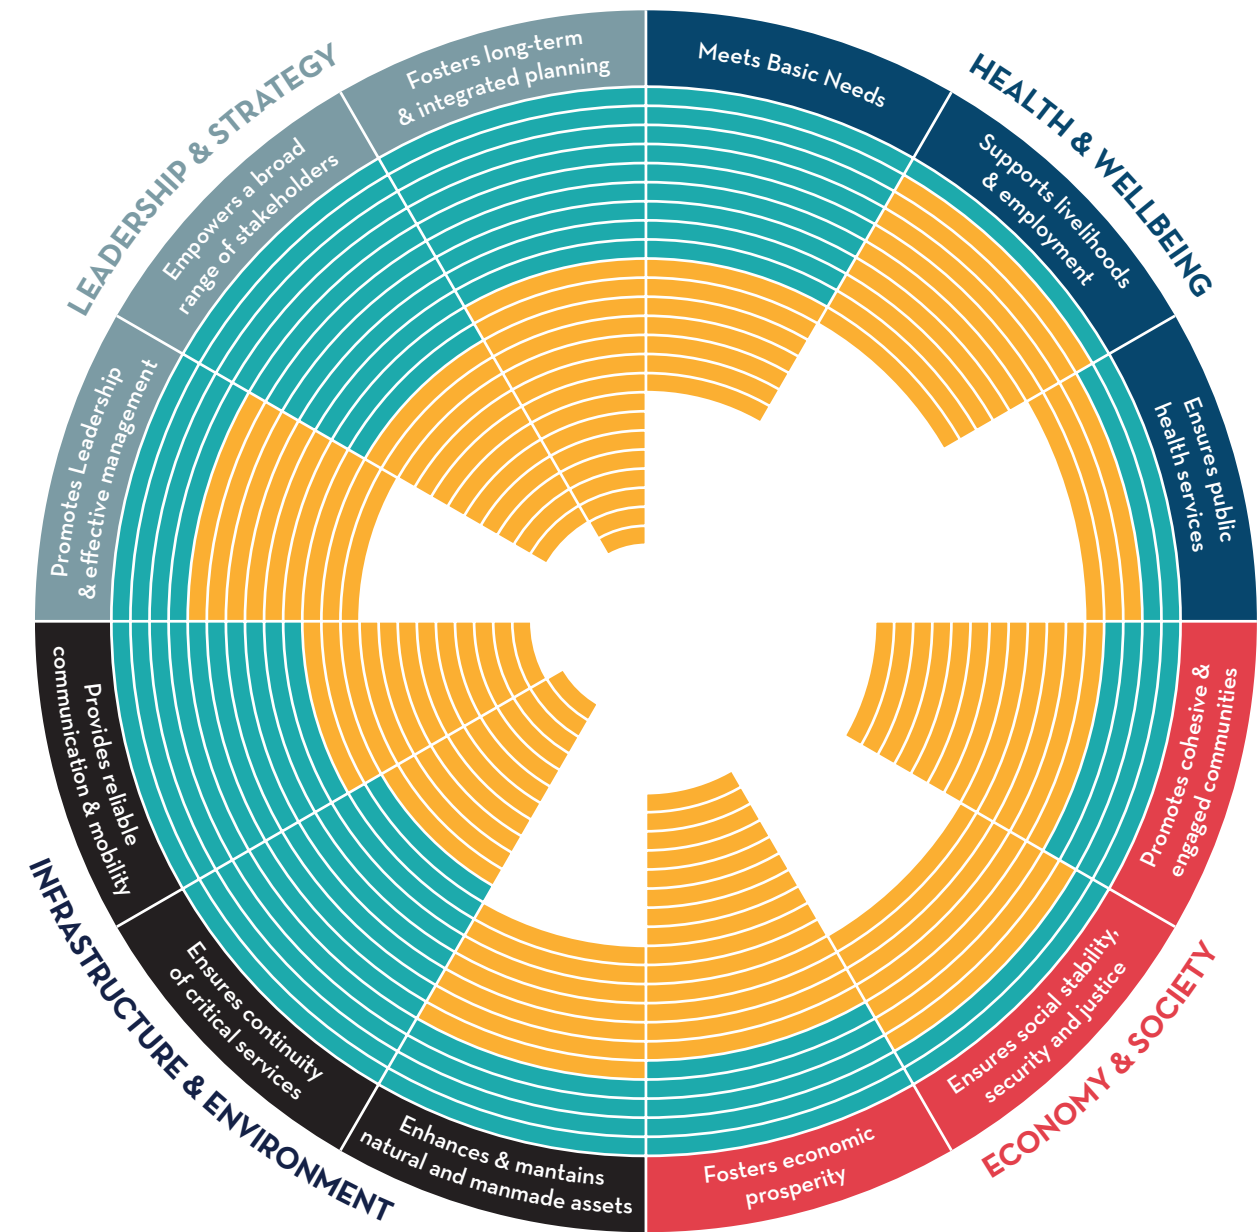 HEALTH & WELLBEING
Meets Basic Needs
Supports livelihoods
& employment
Ensures public
health services
ECONOMY & SOCIETY
Promotes cohesive &
engaged communities
Ensures social stability,
security and justice
Fosters economic
prosperity
INFRASTRUCTURE & ENVIRONMENT
Enhances & mantains
natural and manmade assets
Ensures continuity
of critical services
Provides reliable
communication & mobility
LEADERSHIP & STRATEGY
Promotes Leadership
& effective management
Empowers a broad
range of stakeholders
Fosters long-term
& integrated planning